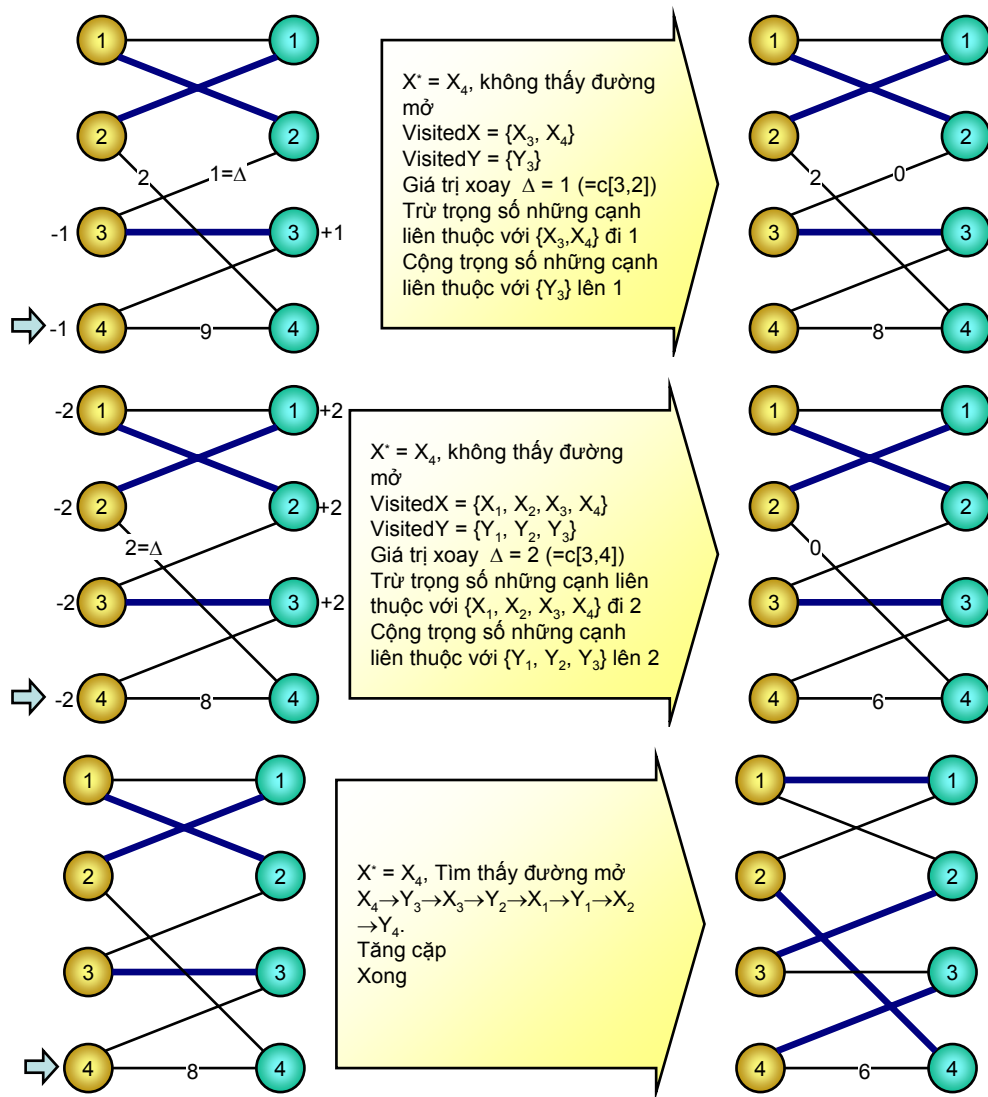 1 1
2 2
2 1=Δ
-1 3 3 +1
-1 4 9 4
X* = X₄, không thấy đường
mở
VisitedX = {X₃, X₄}
VisitedY = {Y₃}
Giá trị xoay Δ = 1 (=c[3,2])
Trừ trọng số những cạnh
liên thuộc với {X₃,X₄} đi 1
Cộng trọng số những cạnh
liên thuộc với {Y₃} lên 1
1 1
2 2
2 0
3 3
4 8 4
-2 1 1 +2
-2 2 2 +2
2=Δ
-2 3 3 +2
-2 4 8 4
X* = X₄, không thấy đường
mở
VisitedX = {X₁, X₂, X₃, X₄}
VisitedY = {Y₁, Y₂, Y₃}
Giá trị xoay Δ = 2 (=c[3,4])
Trừ trọng số những cạnh liên
thuộc với {X₁, X₂, X₃, X₄} đi 2
Cộng trọng số những cạnh
liên thuộc với {Y₁, Y₂, Y₃} lên 2
1 1
2 2
0
3 3
4 6 4
1 1
2 2
3 3
4 8 4
X* = X₄, Tìm thấy đường mở
X₄→Y₃→X₃→Y₂→X₁→Y₁→X₂
→Y₄.
Tăng cặp
Xong
1 1
2 2
3 3
4 6 4